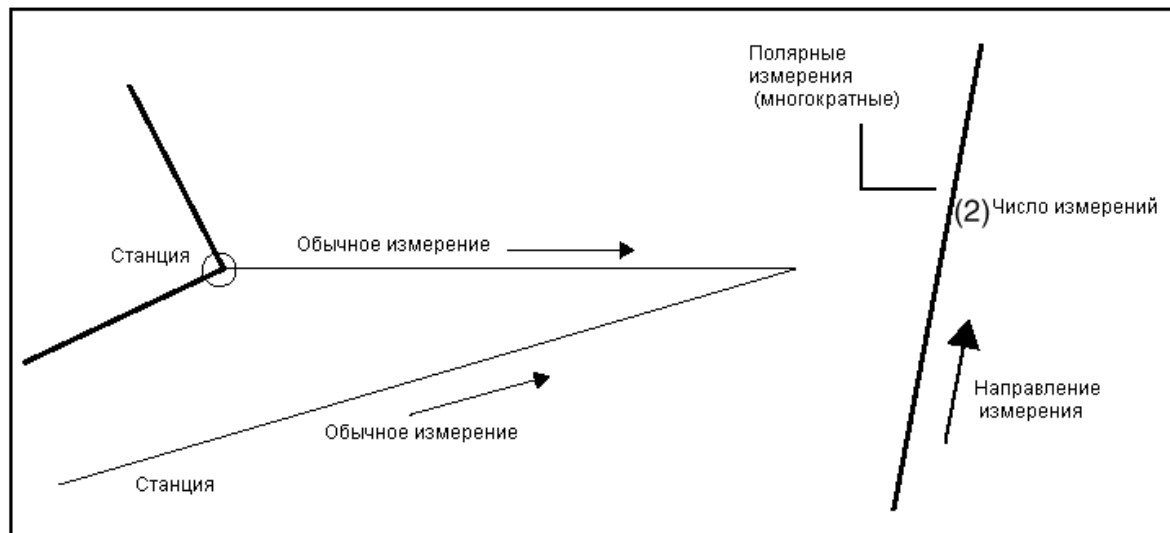 Полярные
измерения
(многократные)
(2) Число измерений
Обычное измерение
Станция
Направление
измерения
Обычное измерение
Станция